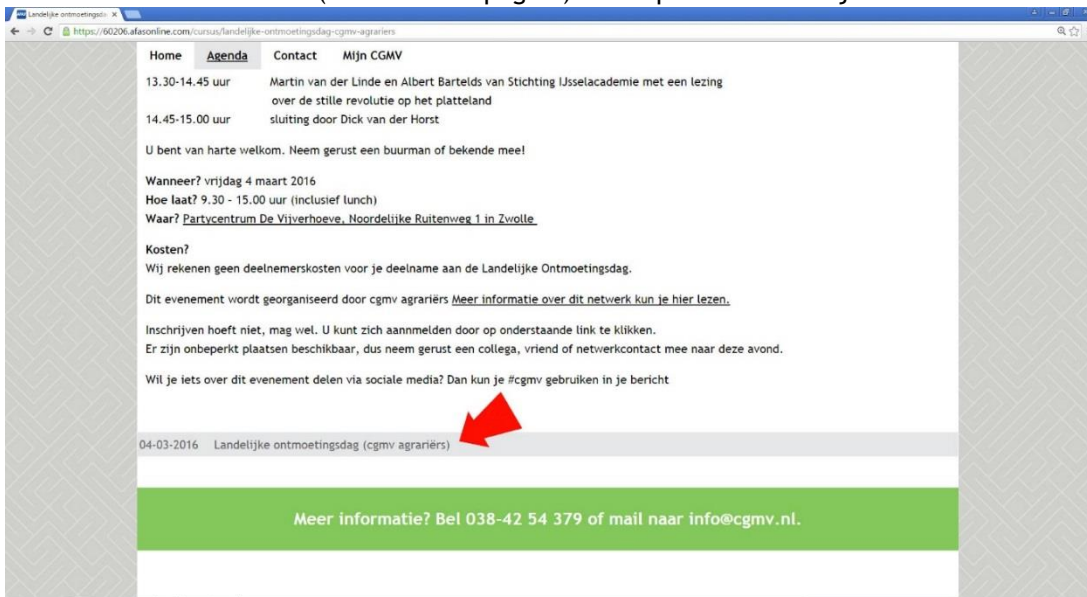 Landelijke ontmoetingsda
https://60206.afasonline.com/cursus/landelijke-ontmoetingsdag-cgmv-agrariers
Home Agenda Contact Mijn CGMV
13.30-14.45 uur Martin van der Linde en Albert Bartelds van Stichting IJsselacademie met een lezing
over de stille revolutie op het platteland
14.45-15.00 uur sluiting door Dick van der Horst
U bent van harte welkom. Neem gerust een buurman of bekende mee!
Wanneer? vrijdag 4 maart 2016
Hoe laat? 9.30 - 15.00 uur (inclusief lunch)
Waar? Partycentrum De Vijverhoeve, Noordelijke Ruitenweg 1 in Zwolle
Kosten?
Wij rekenen geen deelnemerskosten voor je deelname aan de Landelijke Ontmoetingsdag.
Dit evenement wordt georganiseerd door cgmv agrariërs Meer informatie over dit netwerk kun je hier lezen.
Inschrijven hoeft niet, mag wel. U kunt zich aannmelden door op onderstaande link te klikken.
Er zijn onbeperkt plaatsen beschikbaar, dus neem gerust een collega, vriend of netwerkcontact mee naar deze avond.
Wil je iets over dit evenement delen via sociale media? Dan kun je #cgmv gebruiken in je bericht
04-03-2016 Landelijke ontmoetingsdag (cgmv agrariërs)
Meer informatie? Bel 038-42 54 379 of mail naar info@cgmv.nl.